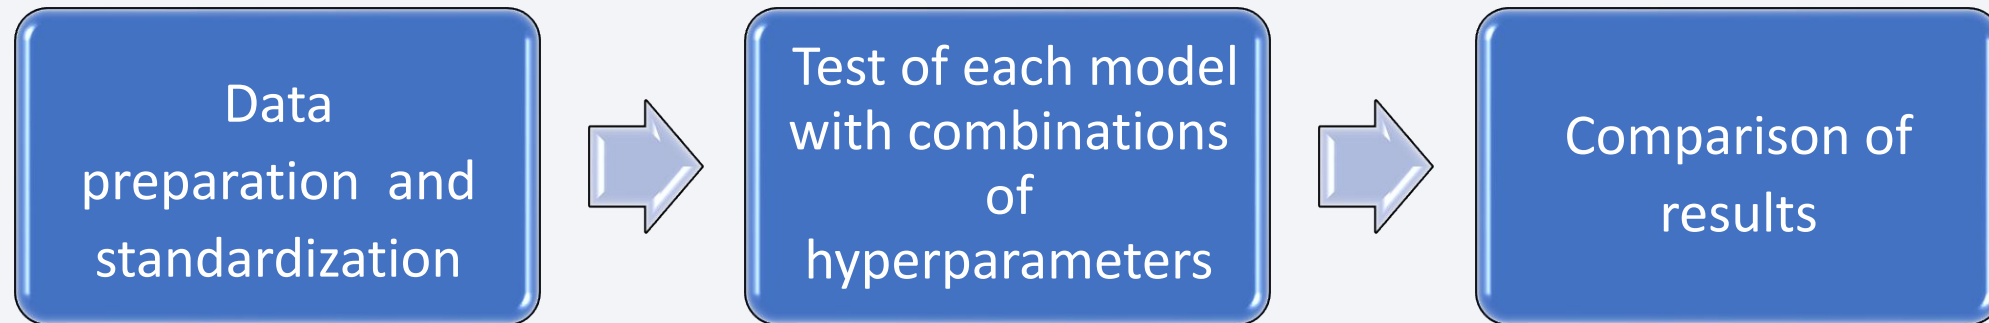 Data
preparation  and
standardization
Test of each model
with combinations
of
hyperparameters
Comparison of
results